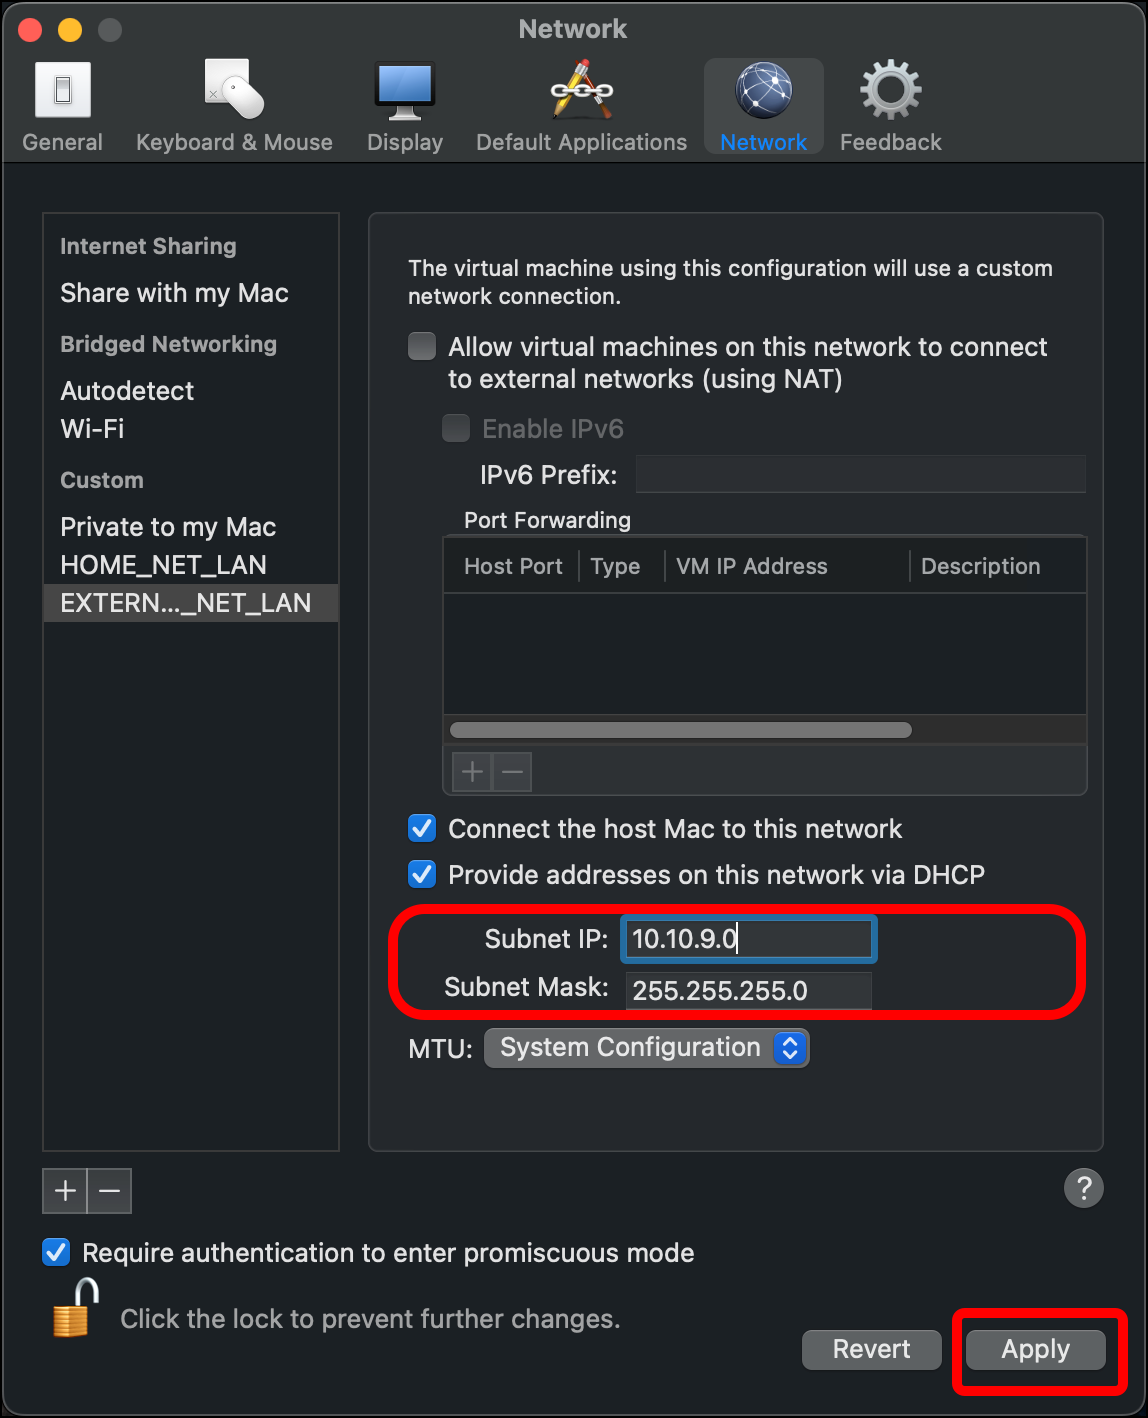 Network
General
Keyboard & Mouse
Display
Default Applications
Network
Feedback
Internet Sharing
Share with my Mac
Bridged Networking
Autodetect
Wi-Fi
Custom
Private to my Mac
HOME_NET_LAN
EXTERN..._NET_LAN
The virtual machine using this configuration will use a custom
network connection.
Allow virtual machines on this network to connect
to external networks (using NAT)
Enable IPv6
IPv6 Prefix:
Port Forwarding
Host Port Type VM IP Address Description
Connect the host Mac to this network
Provide addresses on this network via DHCP
Subnet IP: 10.10.9.0
Subnet Mask: 255.255.255.0
MTU: System Configuration
?
Require authentication to enter promiscuous mode
Click the lock to prevent further changes.
Revert
Apply